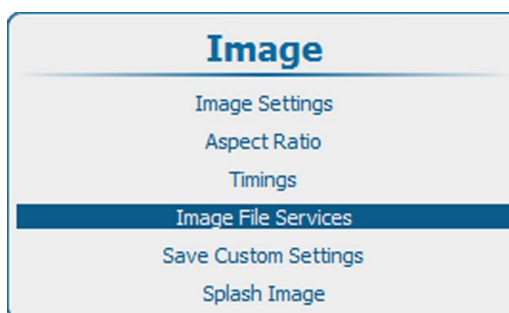 Image
Image Settings
Aspect Ratio
Timings
Image File Services
Save Custom Settings
Splash Image